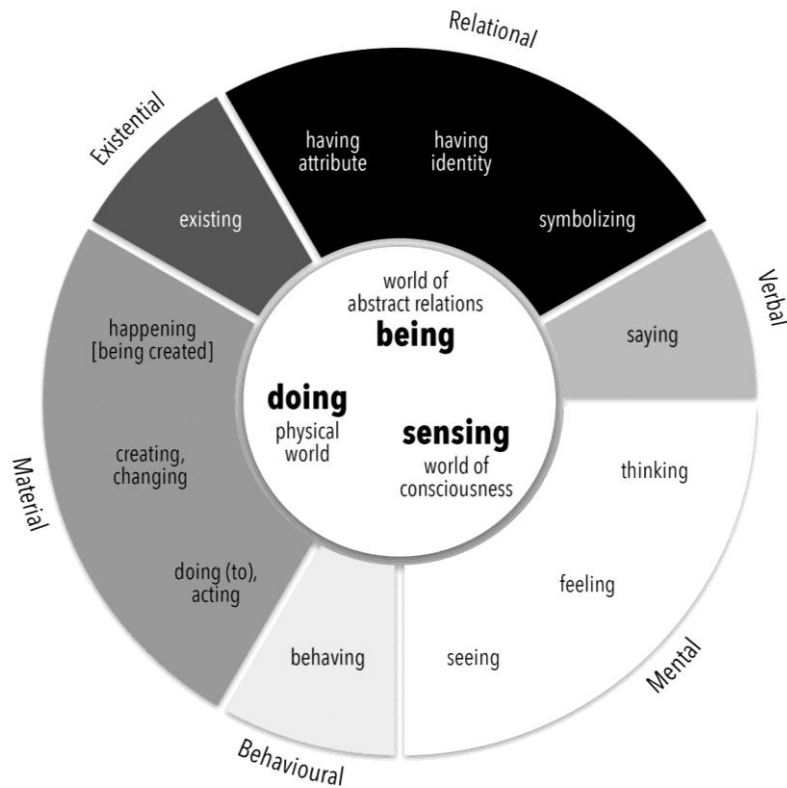 Relational
Existential
having
attribute
having
identity
existing
symbolizing
Verbal
world of
abstract relations
being
happening
[being created]
saying
doing
physical
world
sensing
world of
consciousness
creating,
changing
thinking
Material
doing (to),
acting
feeling
behaving
seeing
Mental
Behavioural